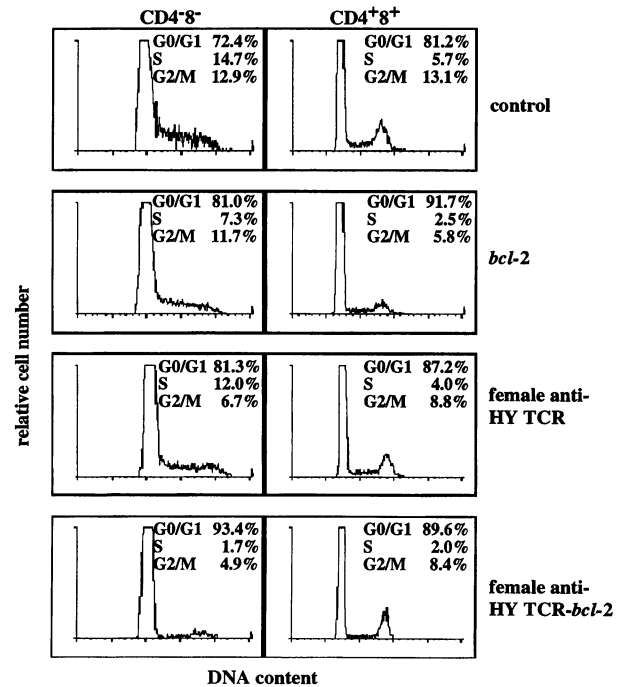 CD4-8- CD4+8+
G0/G1 72.4%
S 14.7%
G2/M 12.9%
G0/G1 81.2%
S 5.7%
G2/M 13.1%
control
G0/G1 81.0%
S 7.3%
G2/M 11.7%
G0/G1 91.7%
S 2.5%
G2/M 5.8%
bcl-2
relative cell number
G0/G1 81.3%
S 12.0%
G2/M 6.7%
G0/G1 87.2%
S 4.0%
G2/M 8.8%
female anti-
HY TCR
G0/G1 93.4%
S 1.7%
G2/M 4.9%
G0/G1 89.6%
S 2.0%
G2/M 8.4%
female anti-
HY TCR-bcl-2
DNA content